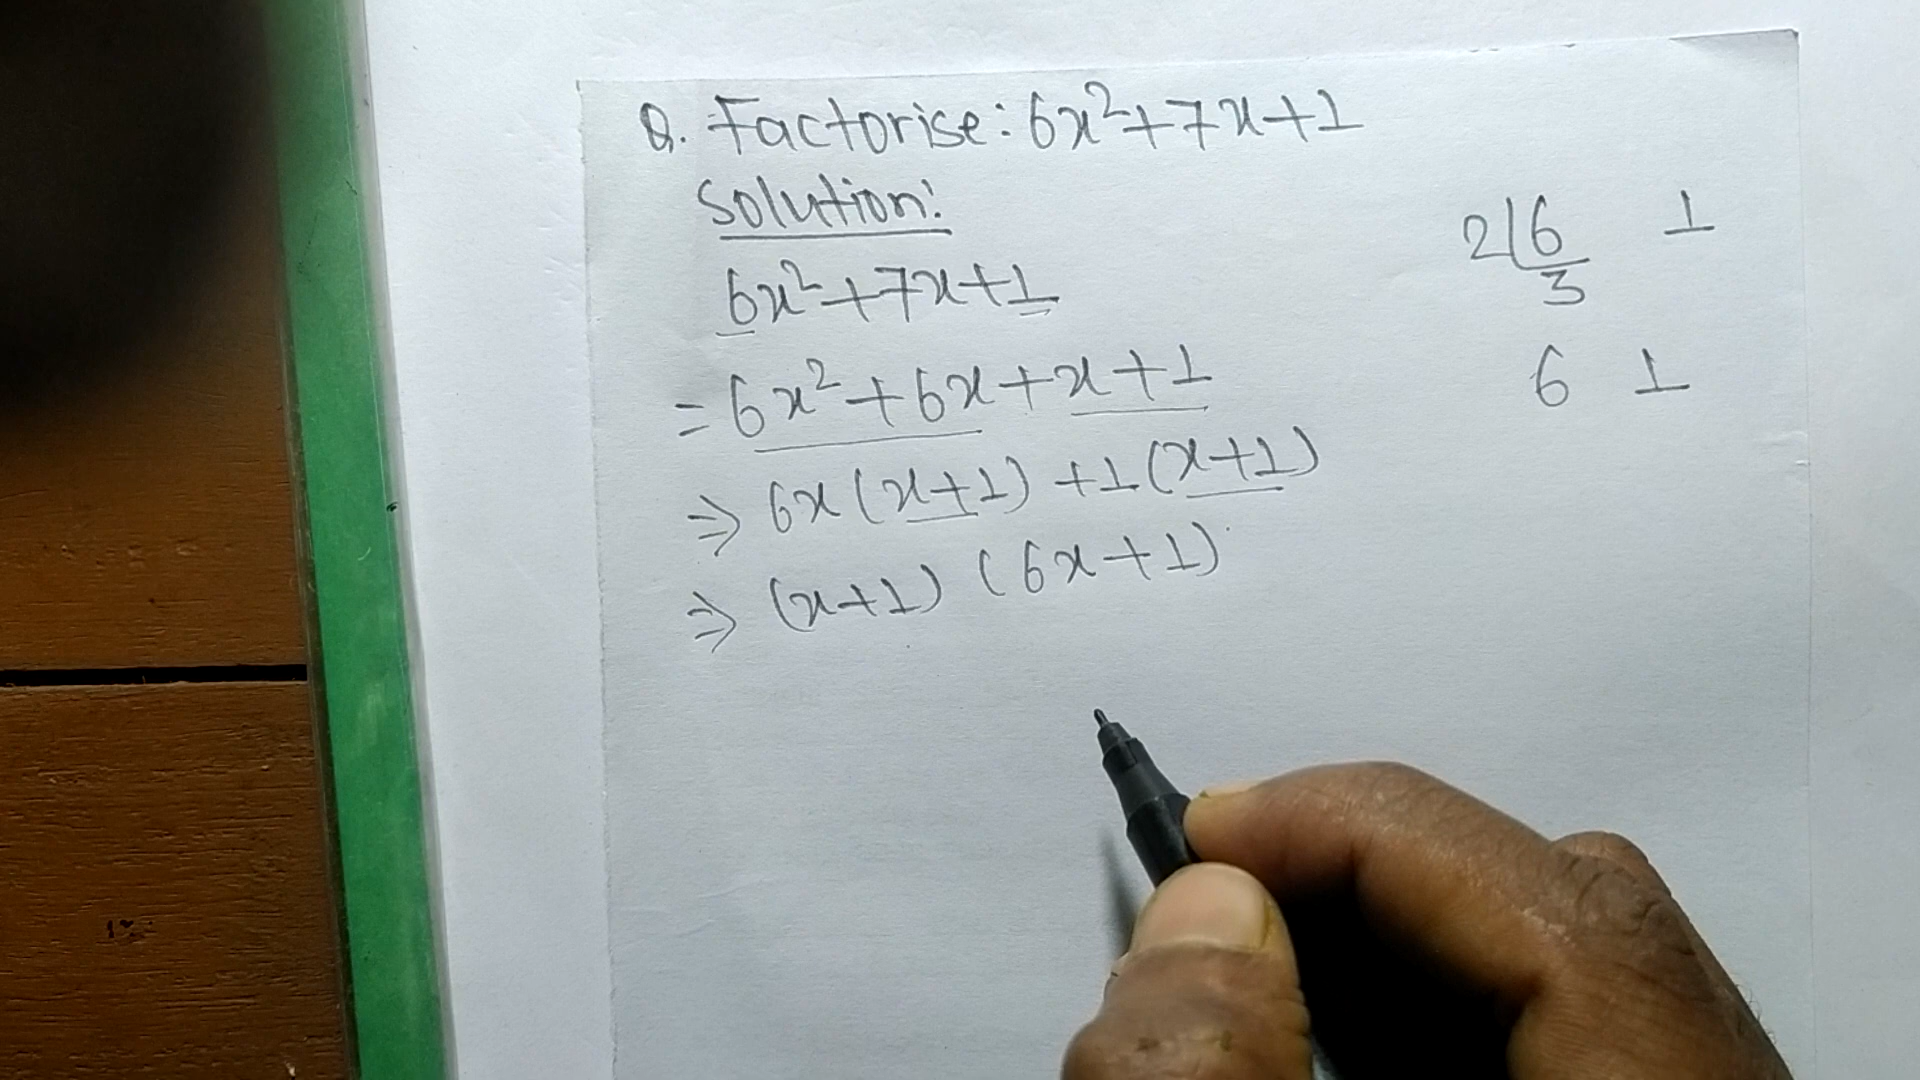 Q. Factorise: 6x²+7x+1
Solution:
6x²+7x+1
= 6x²+6x+x+1
⇒ 6x(x+1) +1(x+1)
⇒ (x+1) (6x+1)
2|6 1
3
6 1